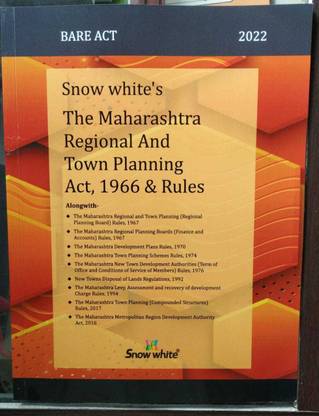 BARE ACT 2022
Snow white's
The Maharashtra
Regional And
Town Planning
Act, 1966 & Rules
Alongwith-
The Maharashtra Regional and Town Planning (Regional
Planning Board) Rules, 1967
The Maharashtra Regional Planning Boards (Finance and
Accounts) Rules, 1967
The Maharashtra Development Plans Rules, 1970
The Maharashtra Town Planning Schemes Rules, 1974
The Maharashtra New Town Development Authorities (Term of
Office and Conditions of Service of Members) Rules, 1976
New Towns Disposal of Lands Regulations, 1992
The Maharashtra Levy, Assessment and recovery of development
Charge Rules, 1994
The Maharashtra Town Planning (Compounded Structures)
Rules, 2017
The Maharashtra Metropolitan Region Development Authority
Act, 2016
Snow white